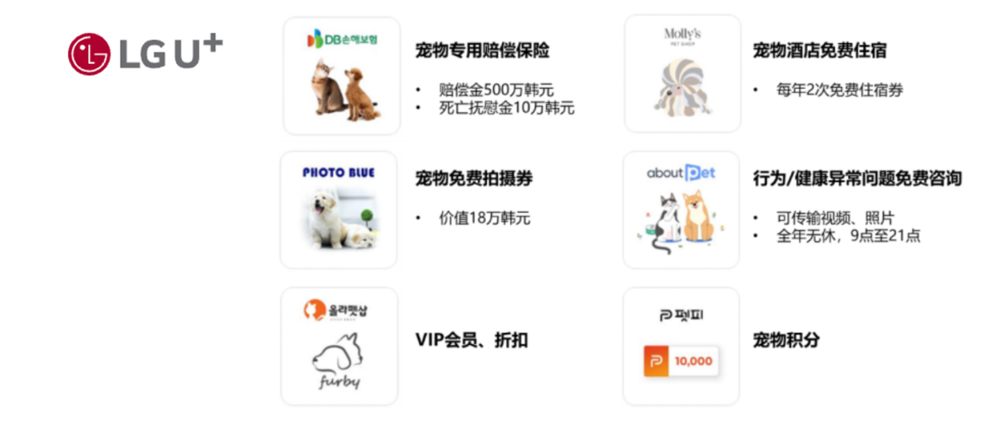 LG U+
DB손해보험
宠物专用赔偿保险
• 赔偿金500万韩元
• 死亡抚慰金10万韩元
Molly's
PET SHOP
宠物酒店免费住宿
• 每年2次免费住宿券
PHOTO BLUE
宠物免费拍摄券
• 价值18万韩元
aboutPet
行为/健康异常问题免费咨询
• 可传输视频、照片
• 全年无休，9点至21点
올라펫샵
furby
VIP会员、折扣
펫피
10,000
宠物积分